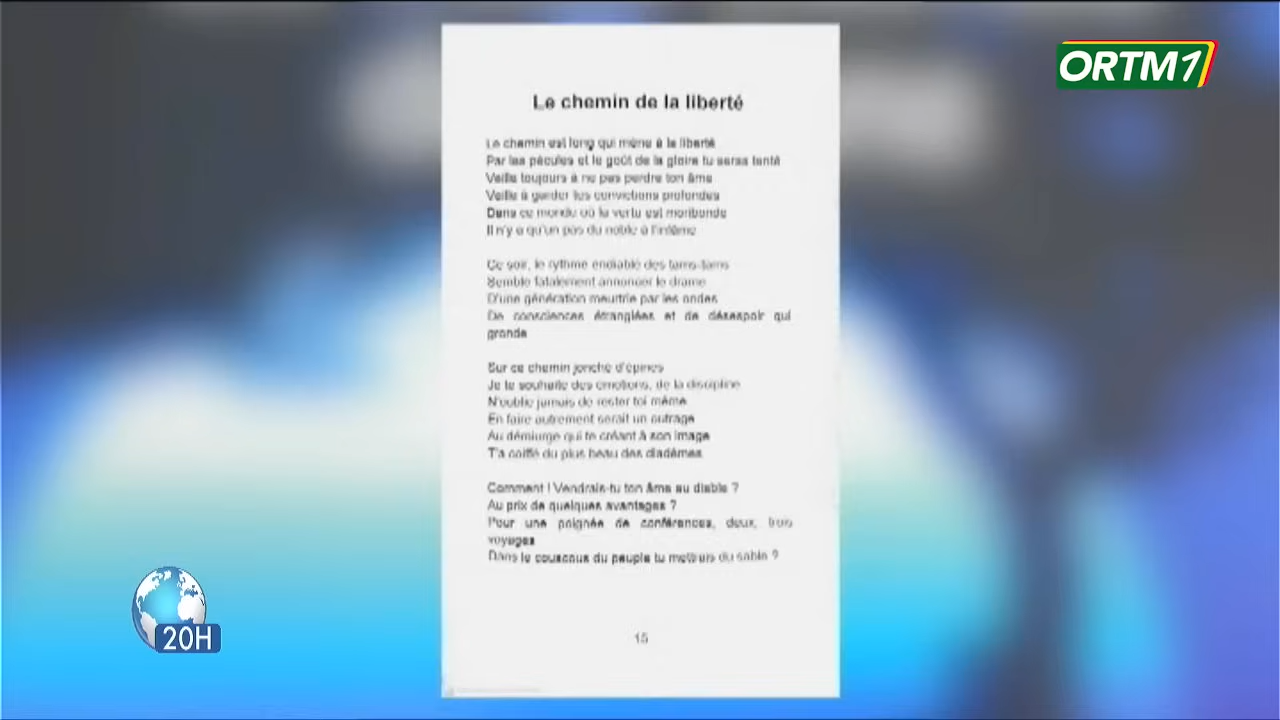 ORTM1
Le chemin de la liberté
Le chemin est long qui mène à la liberté
Par les pécules et le goût de la gloire tu seras tenté
Veille toujours à ne pas perdre ton âme
Veille à garder tes convictions profondes
Dans ce monde où la vertu est moribonde
Il n'y a qu'un pas du noble à l'infâme
Ce soir, le rythme endiablé des tams-tams
Semble fatalement annoncer le drame
D'une génération meurtrie par les ondes
De consciences étranglées et de désespoir qui
gronde
Sur ce chemin jonché d'épines
Je te souhaite des émotions, de la discipline
N'oublie jamais de rester toi même
En faire autrement serait un outrage
Au démiurge qui te créant à son image
T'a coiffé du plus beau des diadèmes
Comment ! Vendrais-tu ton âme au diable ?
Au prix de quelques avantages ?
Pour une poignée de conférences, deux, trois
voyages
Dans le couscous du peuple tu mettrais du sable ?
15
20H